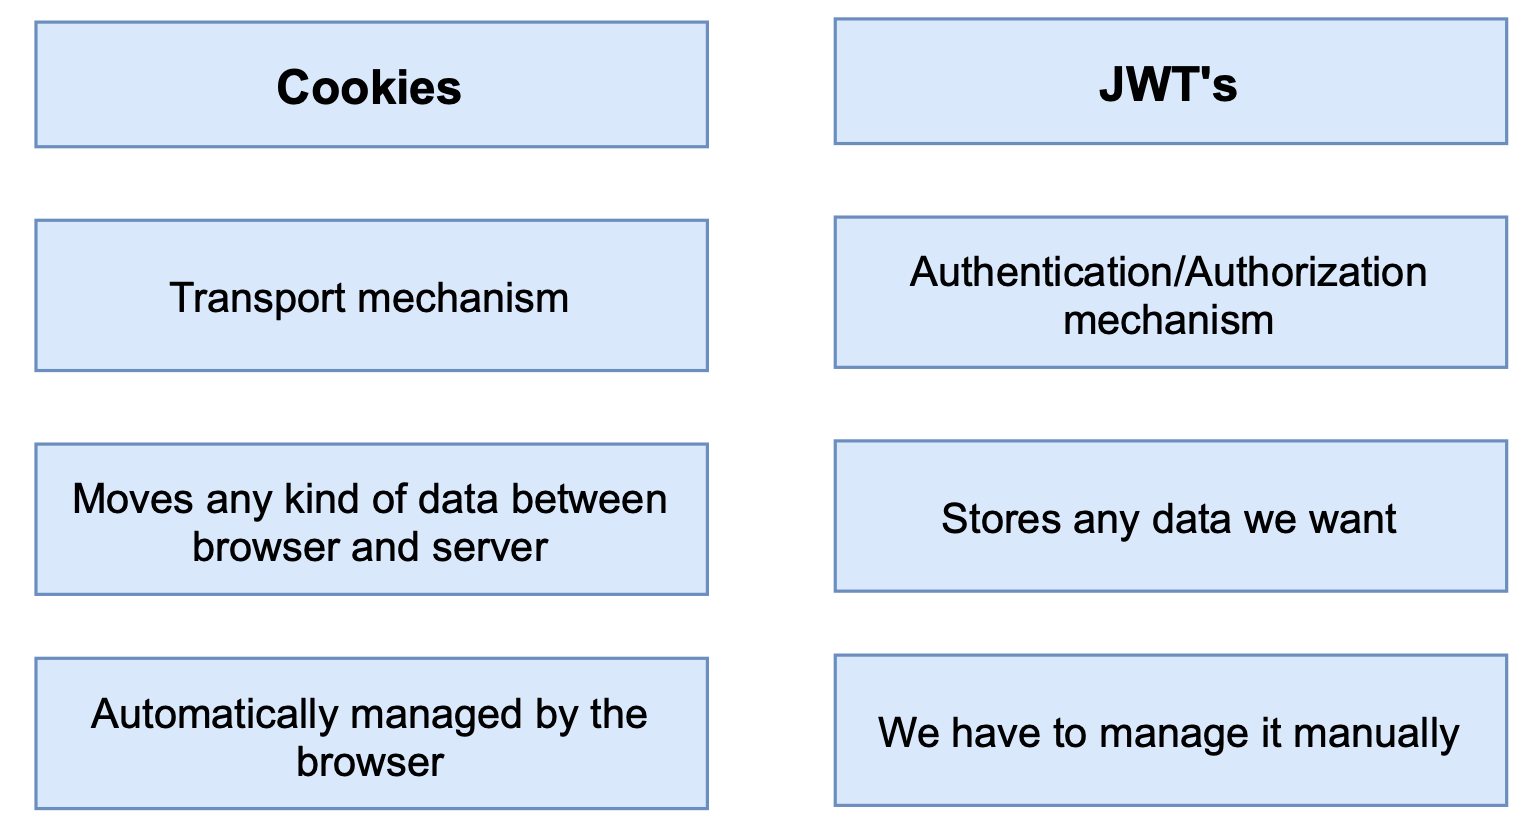 Cookies
JWT's
Transport mechanism
Authentication/Authorization
mechanism
Moves any kind of data between
browser and server
Stores any data we want
Automatically managed by the
browser
We have to manage it manually